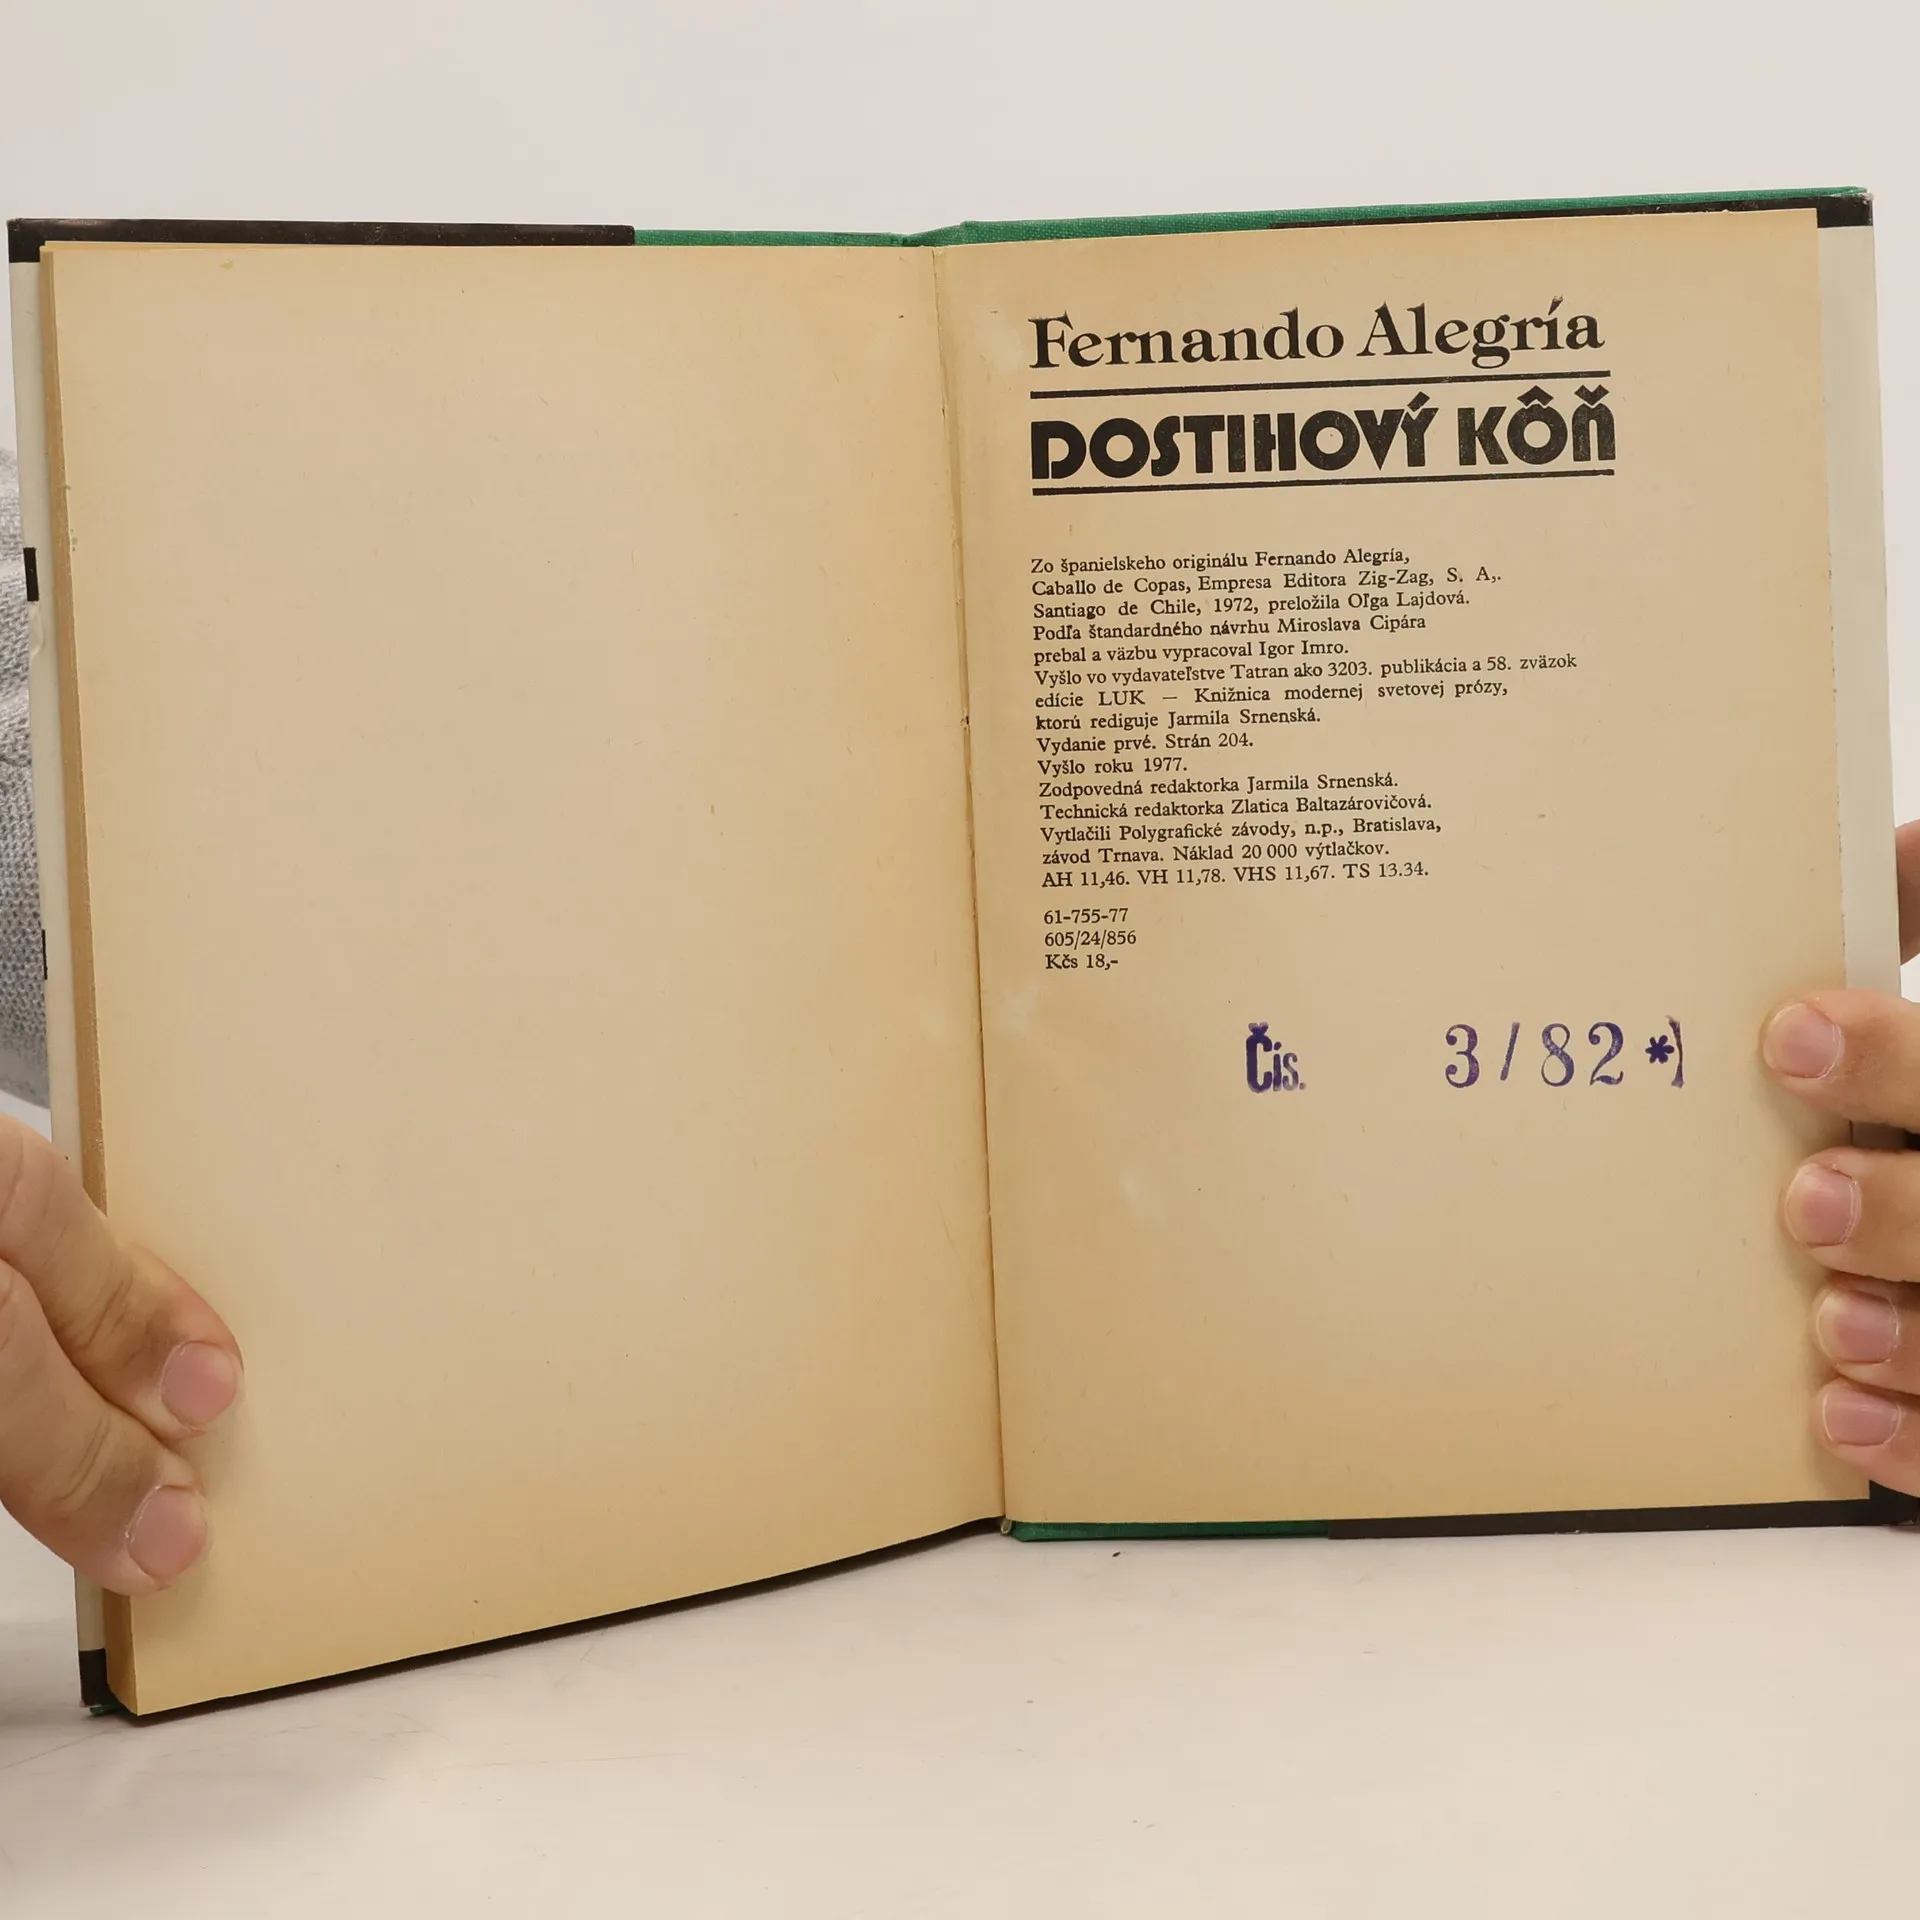 Fernando Alegría
DOSTIHOVÝ KÔŇ
Zo španielskeho originálu Fernando Alegría,
Caballo de Copas, Empresa Editora Zig-Zag, S. A,.
Santiago de Chile, 1972, preložila Oľga Lajdová.
Podľa štandardného návrhu Miroslava Cipára
prebal a väzbu vypracoval Igor Imro.
Vyšlo vo vydavateľstve Tatran ako 3203. publikácia a 58. zväzok
edície LUK — Knižnica modernej svetovej prózy,
ktorú rediguje Jarmila Srnenská.
Vydanie prvé. Strán 204.
Vyšlo roku 1977.
Zodpovedná redaktorka Jarmila Srnenská.
Technická redaktorka Zlatica Baltazárovičová.
Vytlačili Polygrafické závody, n.p., Bratislava,
závod Trnava. Náklad 20 000 výtlačkov.
AH 11,46. VH 11,78. VHS 11,67. TS 13.34.
61-755-77
605/24/856
Kčs 18,-
Čis. 3/82*)